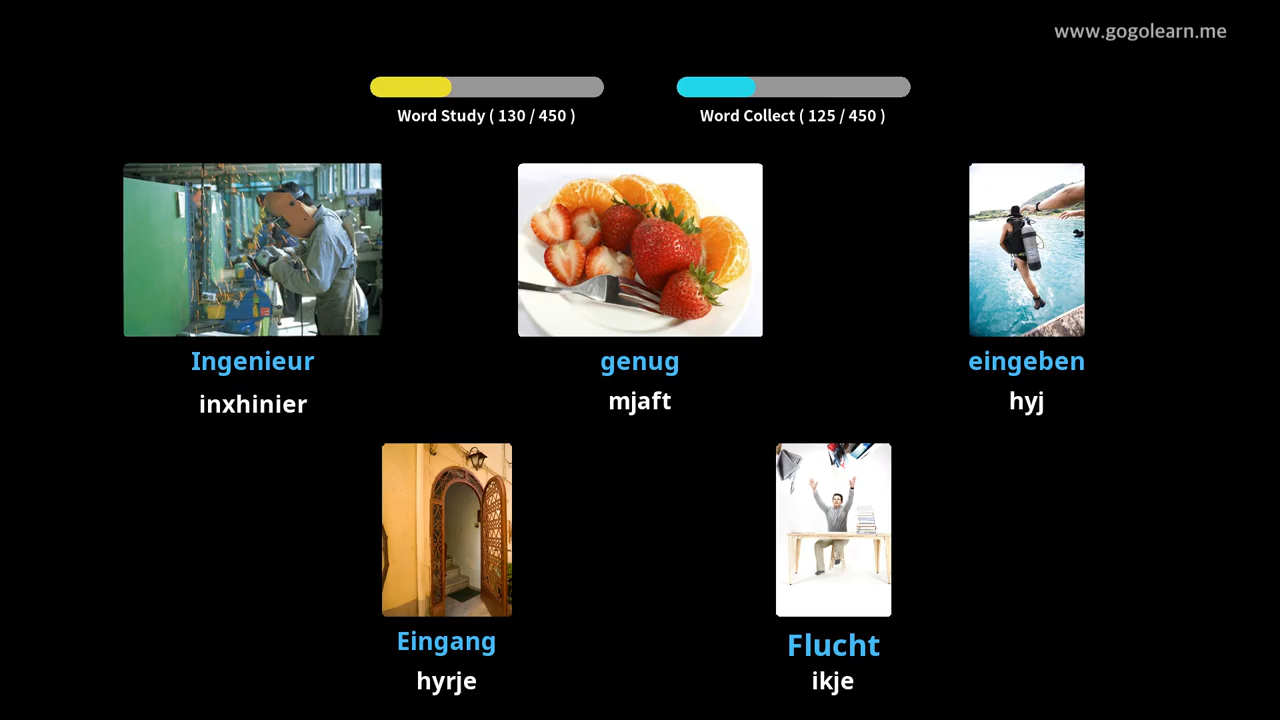 www.gogolearn.me
Word Study ( 130 / 450 )
Word Collect ( 125 / 450 )
Ingenieur
inxhinier
genug
mjaft
eingeben
hyj
Eingang
hyrje
Flucht
ikje